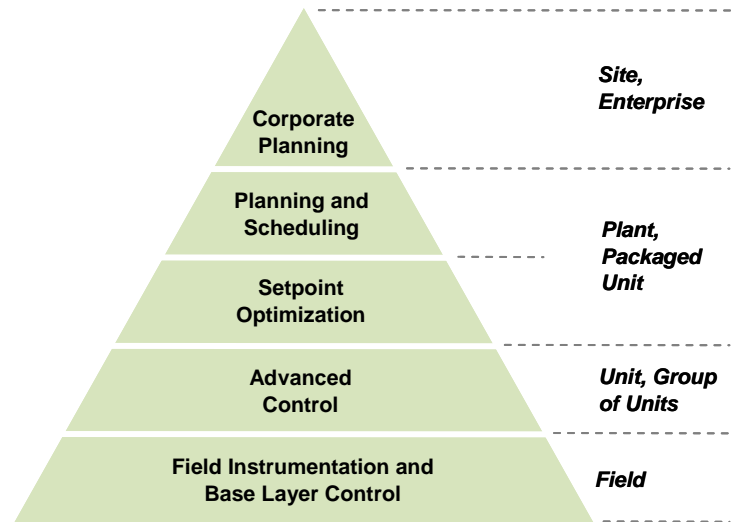 Corporate
Planning
Site,
Enterprise
Planning and
Scheduling
Plant,
Packaged
Unit
Setpoint
Optimization
Advanced
Control
Unit, Group
of Units
Field Instrumentation and
Base Layer Control
Field